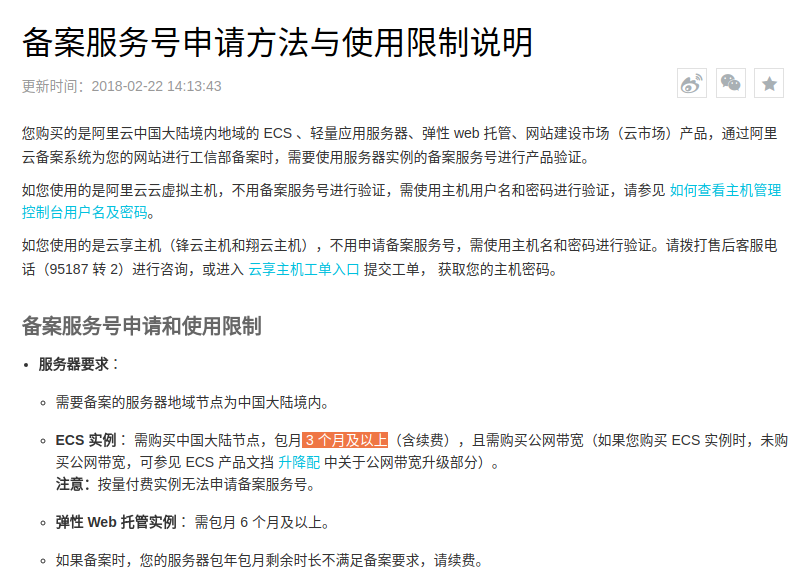 备案服务号申请方法与使用限制说明
更新时间：2018-02-22 14:13:43
您购买的是阿里云中国大陆境内地域的 ECS 、轻量应用服务器、弹性 web 托管、网站建设市场（云市场）产品，通过阿里
云备案系统为您的网站进行工信部备案时，需要使用服务器实例的备案服务号进行产品验证。
如您使用的是阿里云云虚拟主机，不用备案服务号进行验证，需使用主机用户名和密码进行验证，请参见 如何查看主机管理
控制台用户名及密码。
如您使用的是云享主机（锋云主机和翔云主机），不用申请备案服务号，需使用主机名和密码进行验证。请拨打售后客服电
话（95187 转 2）进行咨询，或进入 云享主机工单入口 提交工单， 获取您的主机密码。
备案服务号申请和使用限制
• 服务器要求：
○ 需要备案的服务器地域节点为中国大陆境内。
○ ECS 实例： 需购买中国大陆节点，包月 3 个月及以上（含续费），且需购买公网带宽（如果您购买 ECS 实例时，未购
买公网带宽，可参见 ECS 产品文挡 升降配 中关于公网带宽升级部分）。
注意：按量付费实例无法申请备案服务号。
○ 弹性 Web 托管实例： 需包月 6 个月及以上。
○ 如果备案时，您的服务器包年包月剩余时长不满足备案要求，请续费。